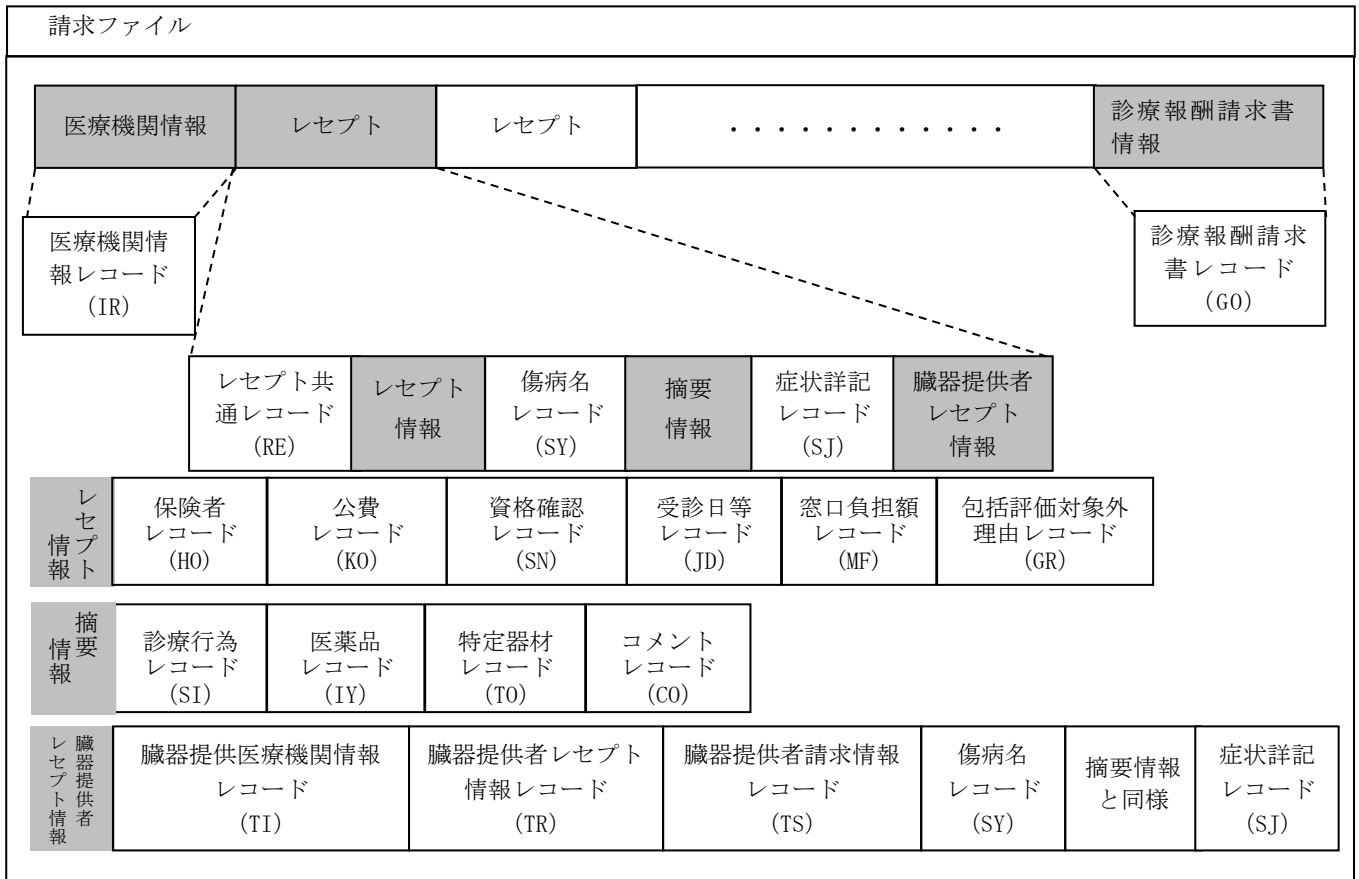 請求ファイル
医療機関情報
レセプト
レセプト
・・・・・・・・・・・・
診療報酬請求書
情報
医療機関情
報レコード
(IR)
診療報酬請求
書レコード
(GO)
レセプト共
通レコード
(RE)
レセプト
情報
傷病名
レコード
(SY)
摘要
情報
症状詳記
レコード
(SJ)
臓器提供者
レセプト
情報
レセプト
情報
保険者
レコード
(HO)
公費
レコード
(KO)
資格確認
レコード
(SN)
受診日等
レコード
(JD)
窓口負担額
レコード
(MF)
包括評価対象外
理由レコード
(GR)
摘要
情報
診療行為
レコード
(SI)
医薬品
レコード
(IY)
特定器材
レコード
(TO)
コメント
レコード
(CO)
臓器提供者
レセプト情報
臓器提供医療機関情報
レコード
(TI)
臓器提供者レセプト
情報レコード
(TR)
臓器提供者請求情報
レコード
(TS)
傷病名
レコード
(SY)
摘要情報
と同様
症状詳記
レコード
(SJ)